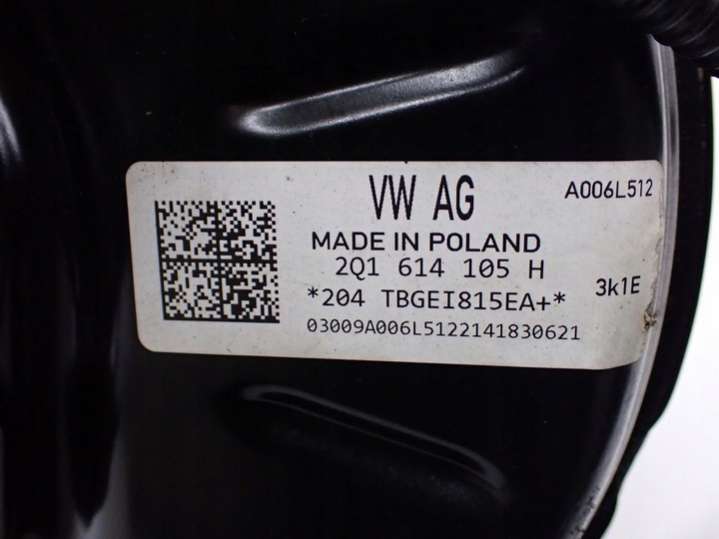 VW AG
A006L512
MADE IN POLAND
2Q1 614 105 H
3k1E
*204 TBGEI815EA+*
03009A006L5122141830621